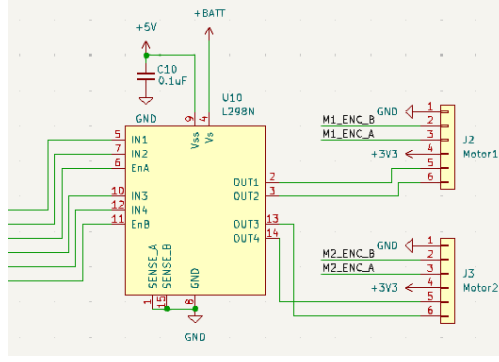 +BATT
+5V
C10
0.1uF
GND
U10
L298N
9
4
Vss
Vs
5
IN1
7
IN2
6
EnA
10
IN3
12
IN4
11
EnB
OUT1
2
OUT2
3
OUT3
13
OUT4
14
SENSE_A
SENSE_B
GND
1
15
8
GND
GND
1
M1_ENC_B
2
M1_ENC_A
3
+3V3
4
5
6
J2
Motor1
GND
1
M2_ENC_B
2
M2_ENC_A
3
+3V3
4
5
6
J3
Motor2